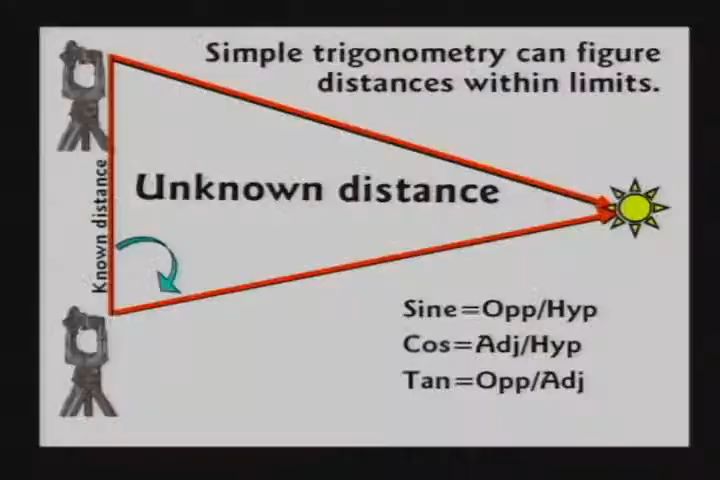 Simple trigonometry can figure
distances within limits.
Known distance
Unknown distance
Sine=Opp/Hyp
Cos=Adj/Hyp
Tan=Opp/Adj